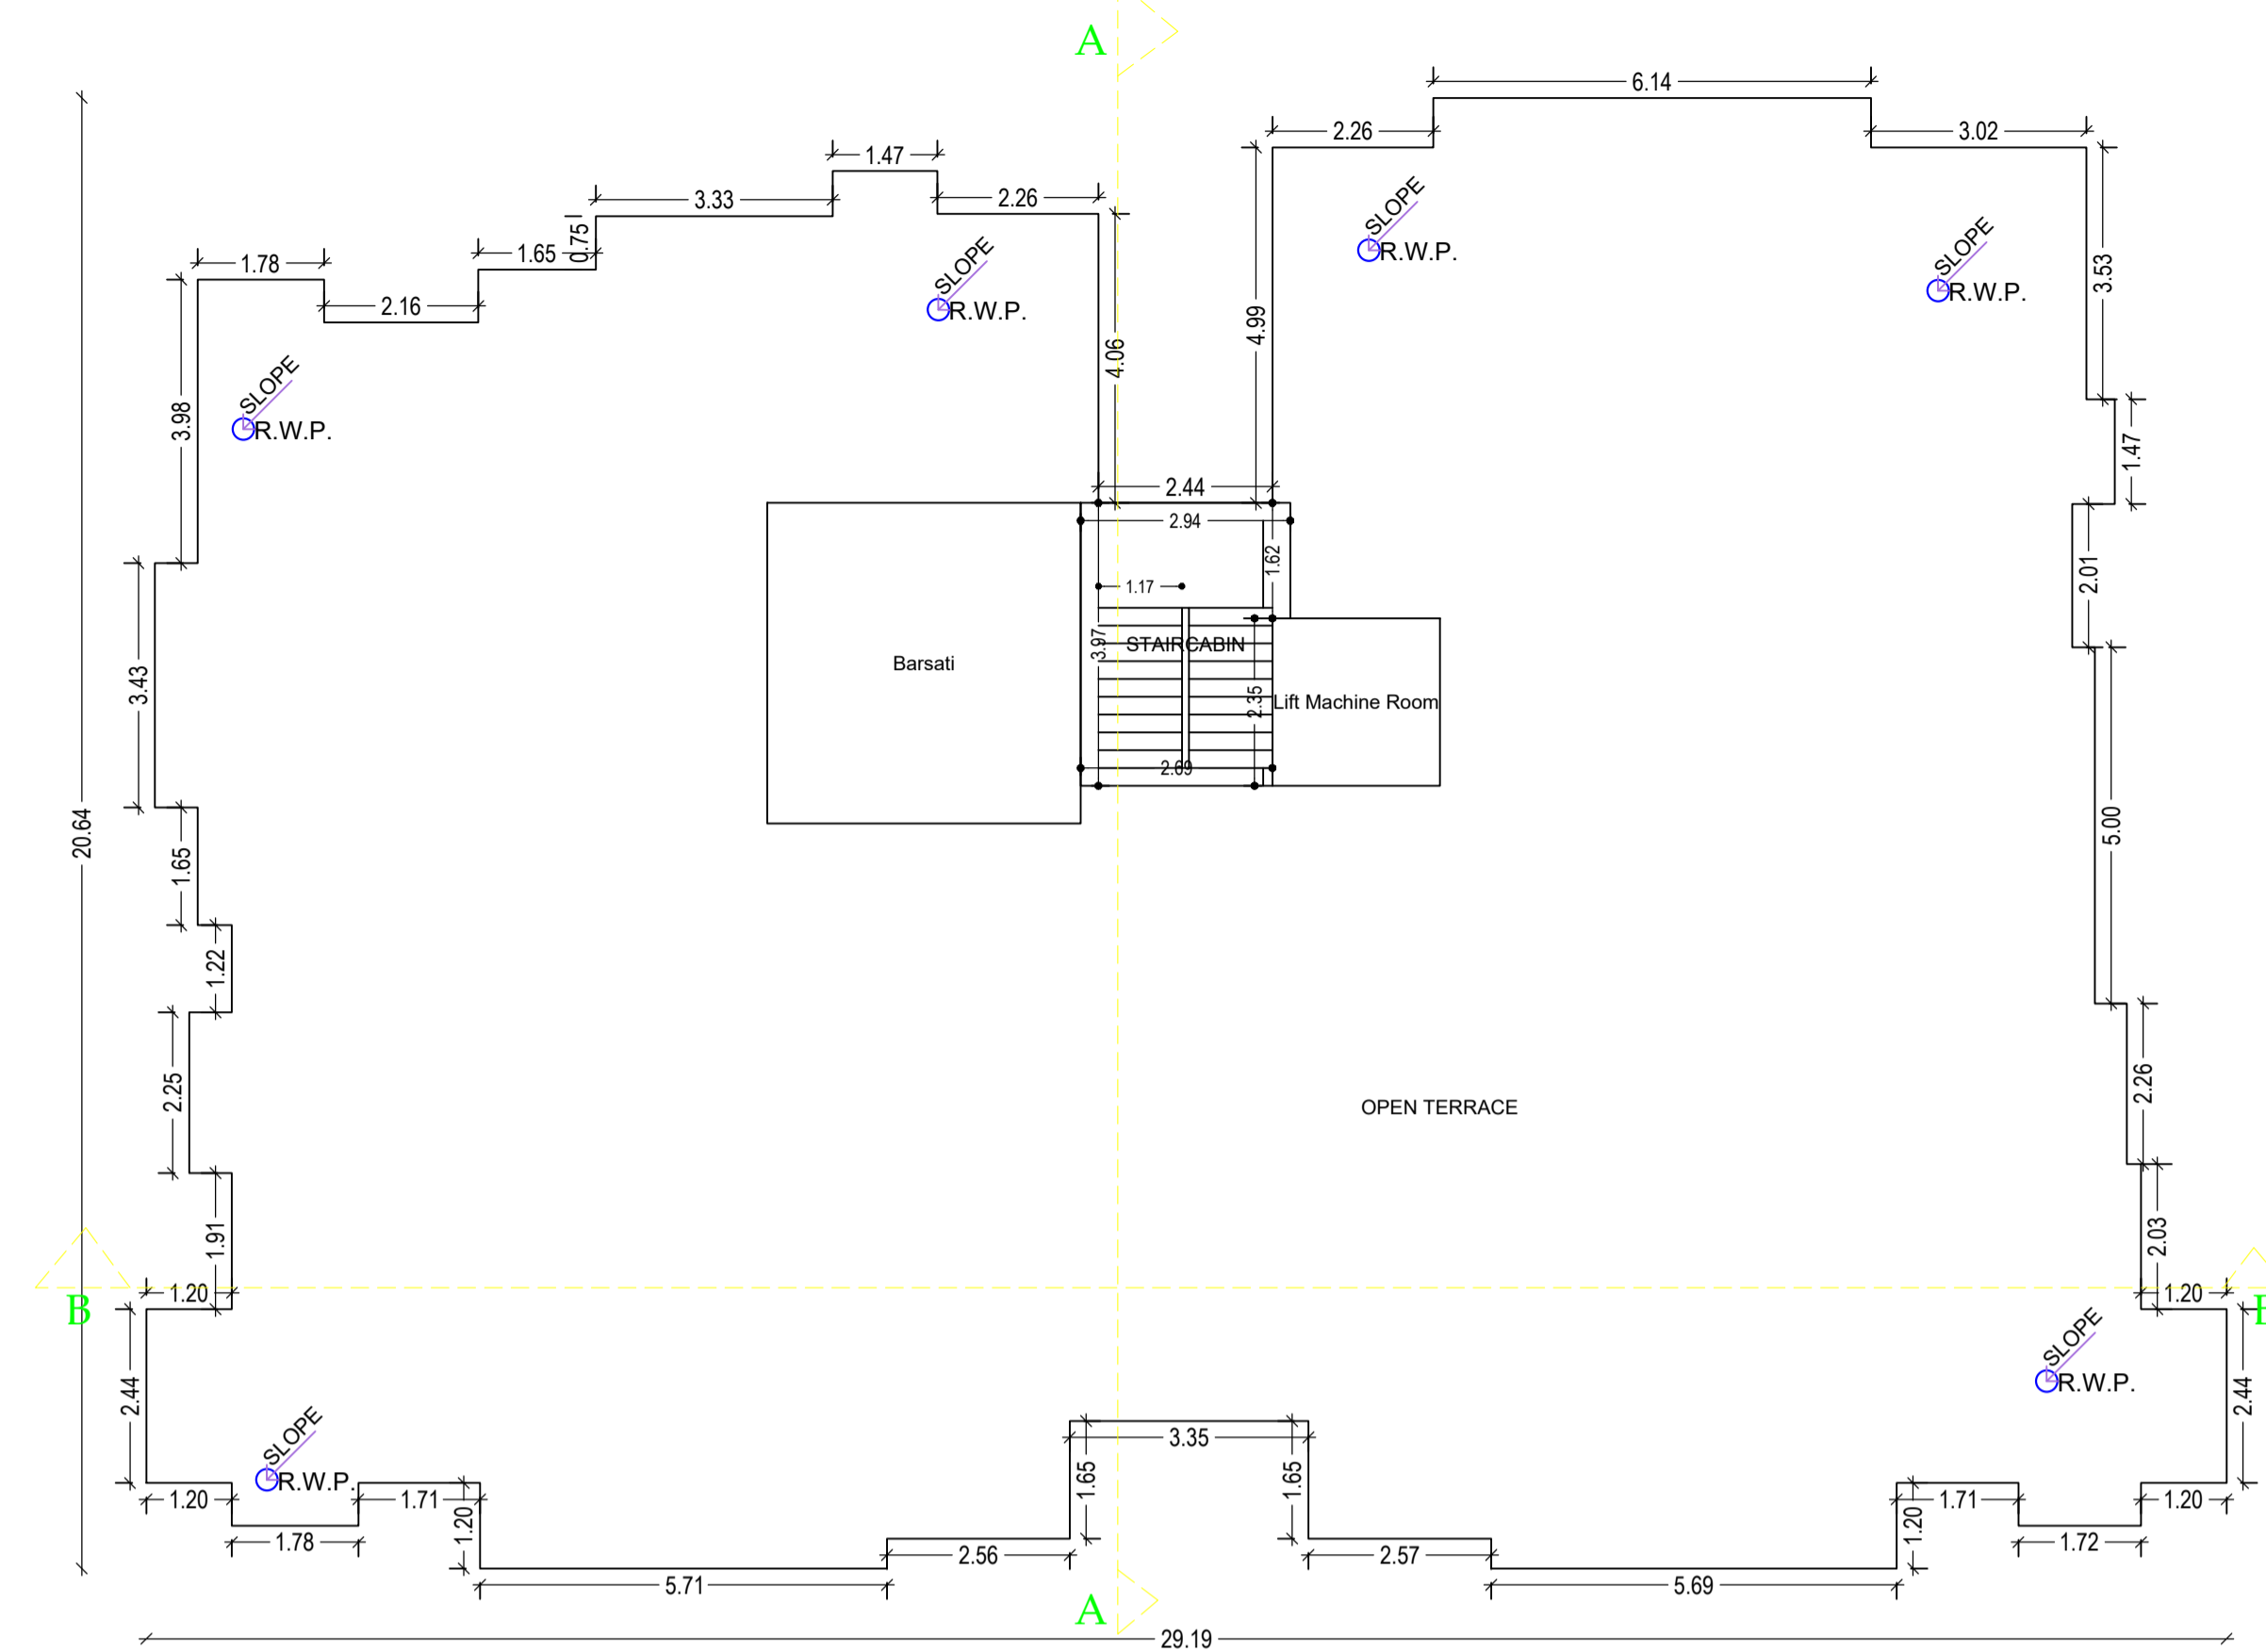 A
6.14
2.26
3.02
1.47
3.33
2.26
1.65
0.75
1.78
2.16
SLOPE
R.W.P.
SLOPE
R.W.P.
SLOPE
R.W.P.
SLOPE
R.W.P.
3.53
4.99
4.06
3.98
1.47
2.44
2.94
1.62
1.17
2.01
STAIRCABIN
3.97
Barsati
2.35
Lift Machine Room
3.43
2.69
20.64
5.00
1.65
1.22
2.25
2.26
OPEN TERRACE
1.91
2.03
1.20
1.20
B
SLOPE
R.W.P.
2.44
2.44
SLOPE
R.W.P.
3.35
1.65
1.65
1.20
1.71
1.20
1.78
2.56
2.57
1.20
1.71
1.20
1.72
5.71
5.69
A
29.19